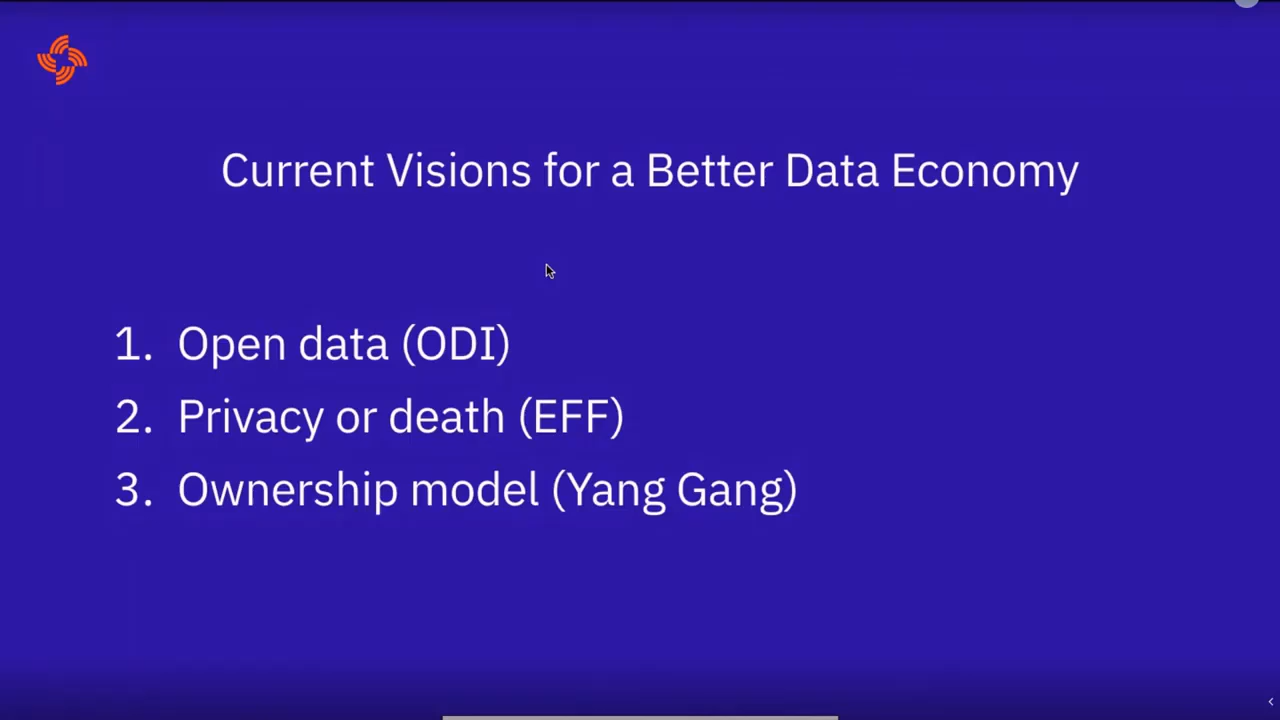 Current Visions for a Better Data Economy
1. Open data (ODI)
2. Privacy or death (EFF)
3. Ownership model (Yang Gang)